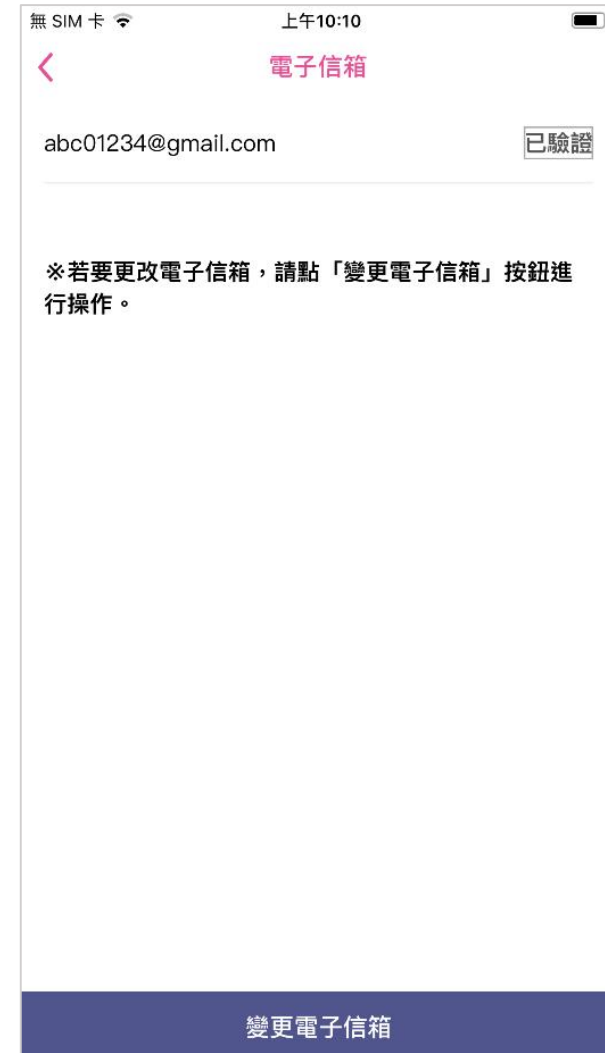 無 SIM 卡
上午10:10
電子信箱
abc01234@gmail.com
已驗證
※若要更改電子信箱，請點「變更電子信箱」按鈕進
行操作。
變更電子信箱